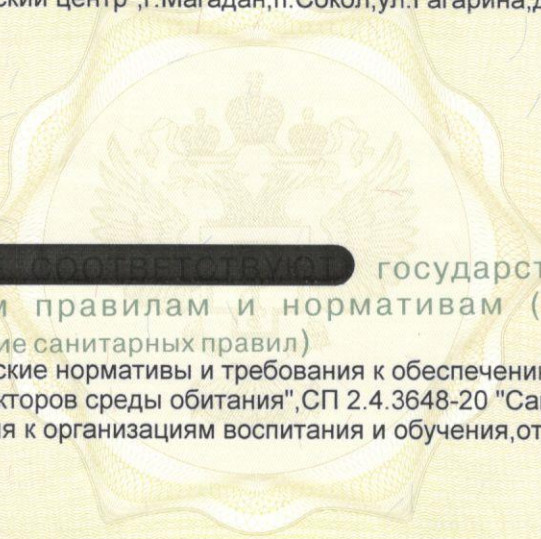 ский центр",г.Магадан,п.Сокол,ул.Гагарина,д
СООТВЕТСТВУЮТ государст
м правилам и нормативам (
ие санитарных правил)
ские нормативы и требования к обеспечени
кторов среды обитания",СП 2.4.3648-20 "Са
ия к организациям воспитания и обучения,от